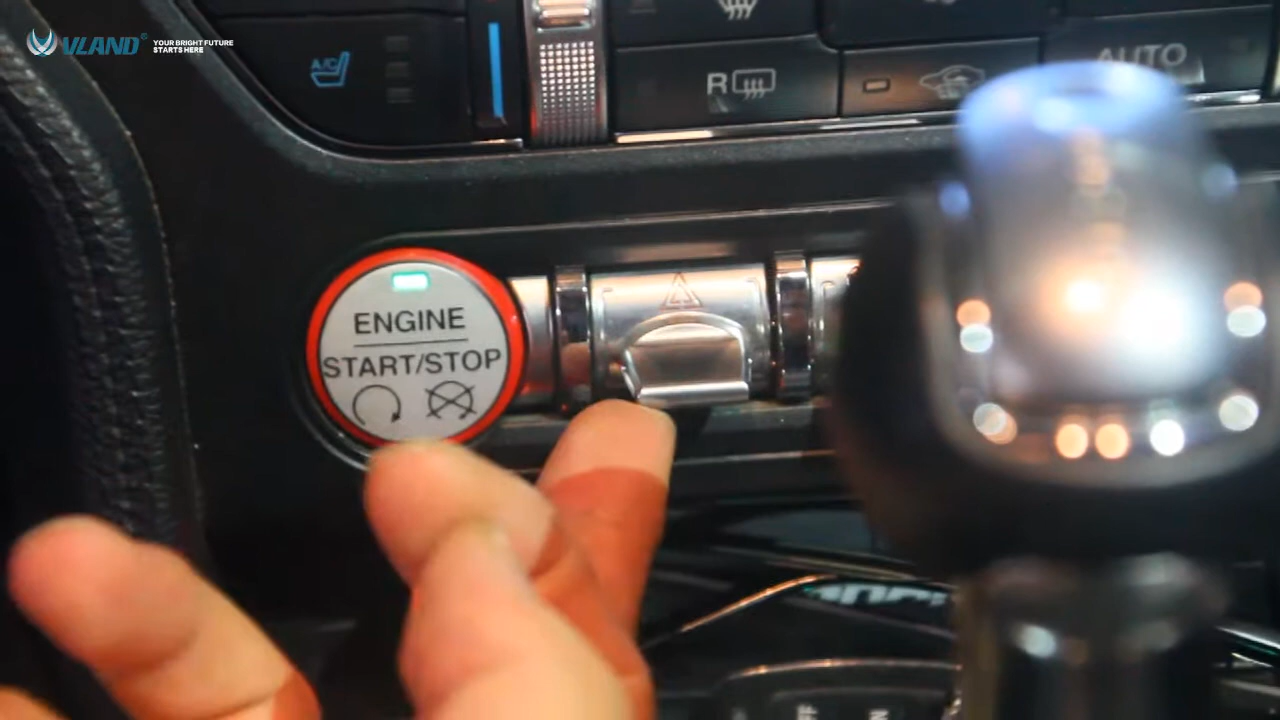 VLAND®
YOUR BRIGHT FUTURE
STARTS HERE
A/C
R
AUTO
ENGINE
START/STOP